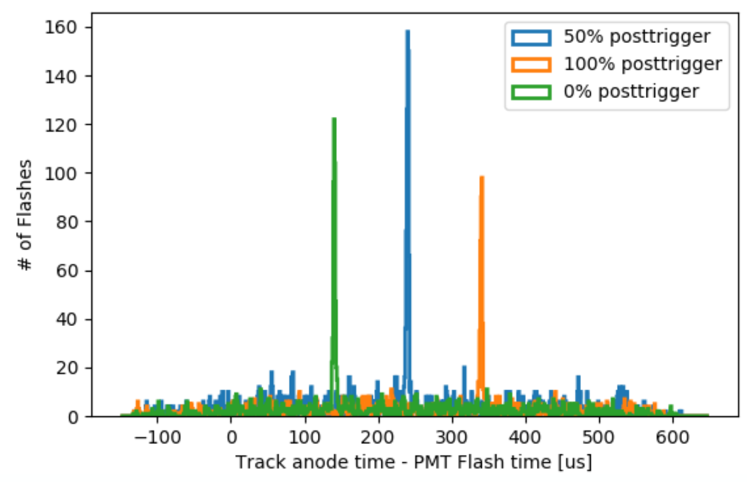 50% posttrigger
100% posttrigger
0% posttrigger
160
140
120
100
80
60
40
20
0
# of Flashes
−100 0 100 200 300 400 500 600
Track anode time - PMT Flash time [us]